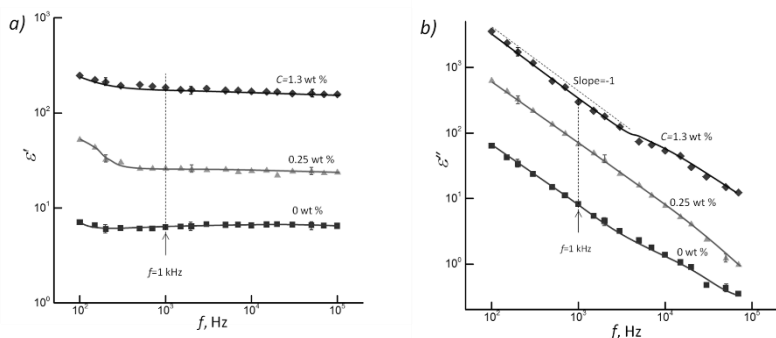 a)
10³
10²
10¹
10⁰
ε'
C=1.3 wt %
0.25 wt %
0 wt %
f=1 kHz
10² 10³ 10⁴ 10⁵
f, Hz
b)
10³
10²
10¹
10⁰
ε''
Slope=-1
C=1.3 wt %
0.25 wt %
0 wt %
f=1 kHz
10² 10³ 10⁴ 10⁵
f, Hz